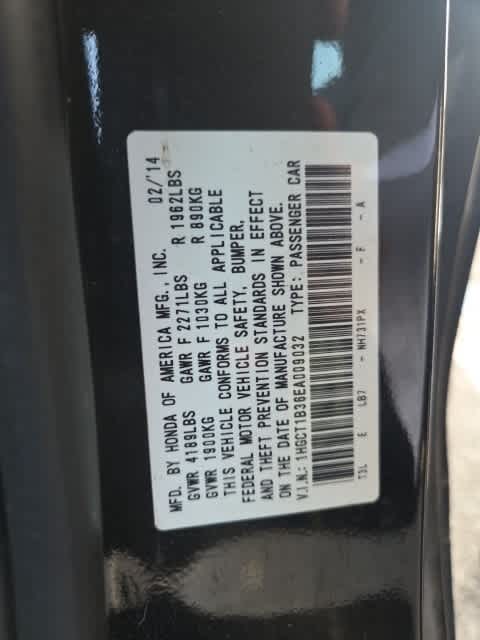 MFD. BY HONDA OF AMERICA MFG., INC. 02/'14
GVWR 4189LBS GAWR F 2271LBS R 1962LBS
GVWR 1900KG GAWR F 1030KG R 890KG
THIS VEHICLE CONFORMS TO ALL APPLICABLE
FEDERAL MOTOR VEHICLE SAFETY, BUMPER,
AND THEFT PREVENTION STANDARDS IN EFFECT
ON THE DATE OF MANUFACTURE SHOWN ABOVE.
V.I.N.: 1HGCT1B36EA009032 TYPE: PASSENGER CAR
T3L E LB7 - NH731PX - F - A